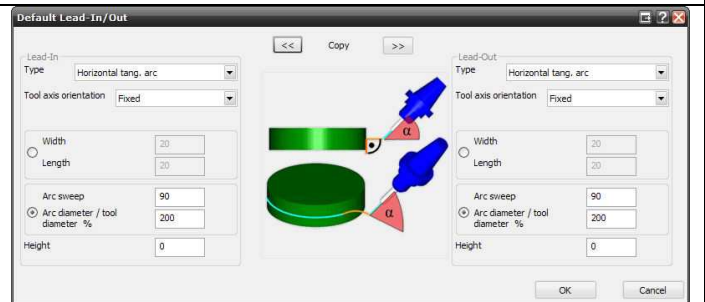 Default Lead-In/Out
<< Copy >>
Lead-In
Type Horizontal tang. arc
Tool axis orientation Fixed
Width 20
Length 20
Arc sweep 90
Arc diameter / tool
diameter % 200
Height 0
α
α
Lead-Out
Type Horizontal tang. arc
Tool axis orientation Fixed
Width 20
Length 20
Arc sweep 90
Arc diameter / tool
diameter % 200
Height 0
OK Cancel